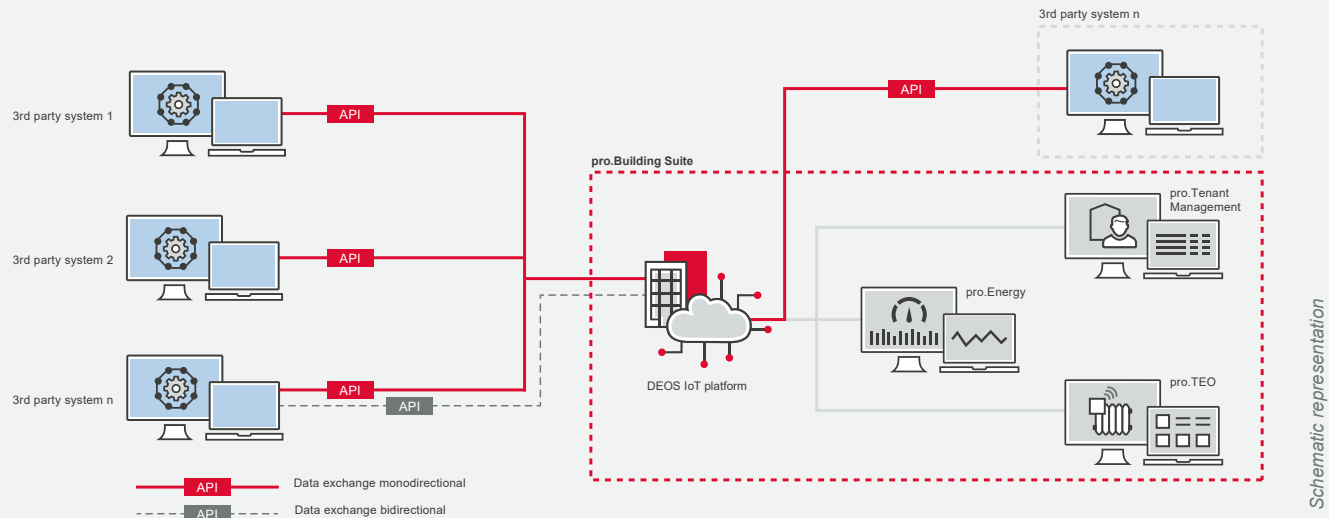 3rd party system n
3rd party system 1
API
API
pro.Building Suite
pro.Tenant
Management
3rd party system 2
API
pro.Energy
DEOS IoT platform
pro.TEO
3rd party system n
API
API
API
Data exchange monodirectional
API
Data exchange bidirectional
Schematic representation